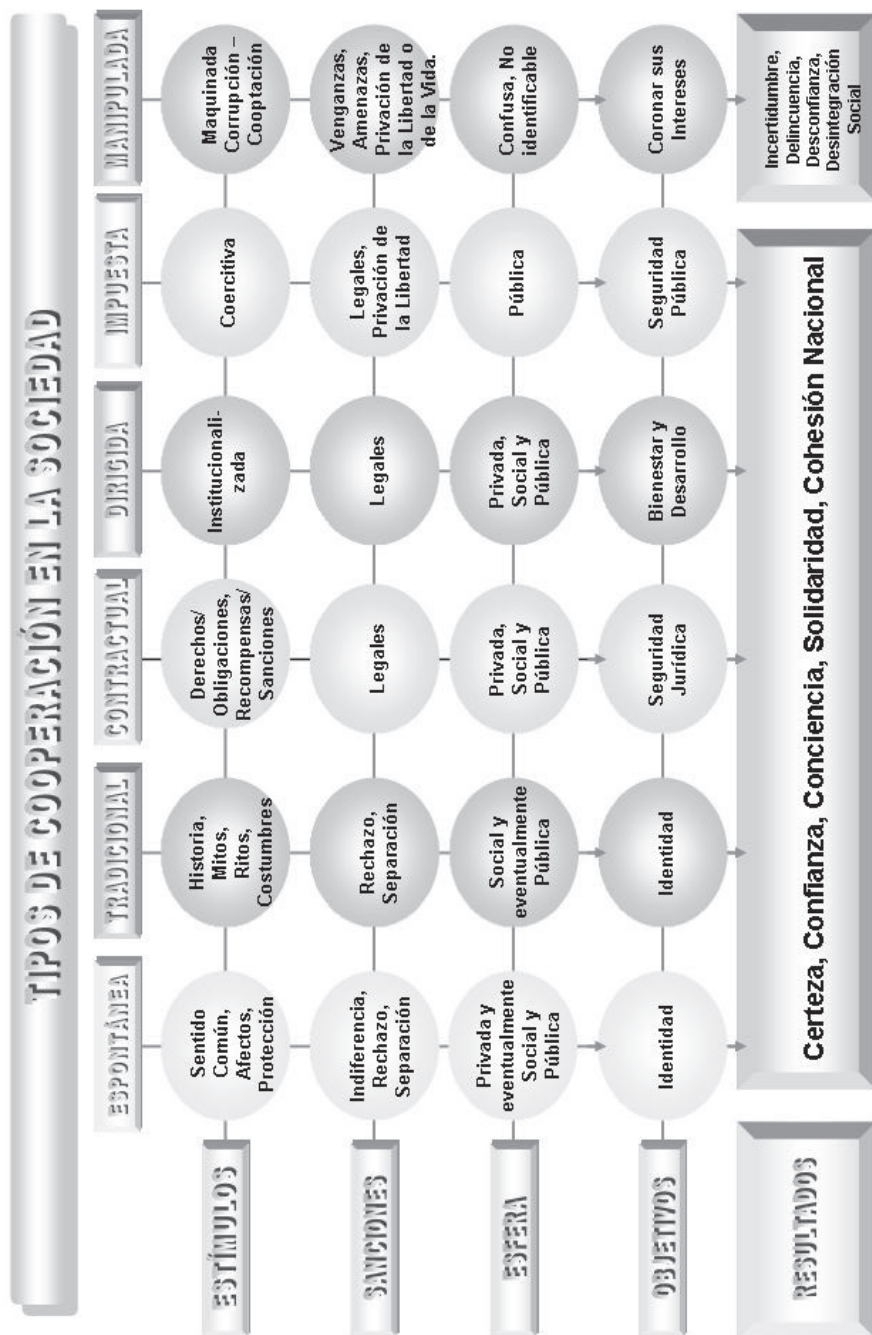 TIPOS DE COOPERACIÓN EN LA SOCIEDAD
ESPONTÁNEA
TRADICIONAL
CONTRACTUAL
DIRIGIDA
IMPUESTA
MANIPULADA
ESTÍMULOS
Sentido
Común,
Afectos,
Protección
Historia,
Mitos,
Ritos,
Costumbres
Derechos/
Obligaciones,
Recompensas/
Sanciones
Institucionali-
zada
Coercitiva
Maquinada
Corrupción –
Cooptación
SANCIONES
Indiferencia,
Rechazo,
Separación
Rechazo,
Separación
Legales
Legales
Legales,
Privación de
la Libertad
Venganzas,
Amenazas,
Privación de
la Libertad o
de la Vida.
ESFERA
Privada y
eventualmente
Social y
Pública
Social y
eventualmente
Pública
Privada,
Social y
Pública
Privada,
Social y
Pública
Pública
Confusa, No
identificable
OBJETIVOS
Identidad
Identidad
Seguridad
Jurídica
Bienestar y
Desarrollo
Seguridad
Pública
Coronar sus
Intereses
RESULTADOS
Certeza, Confianza, Conciencia, Solidaridad, Cohesión Nacional
Incertidumbre,
Delincuencia,
Desconfianza,
Desintegración
Social